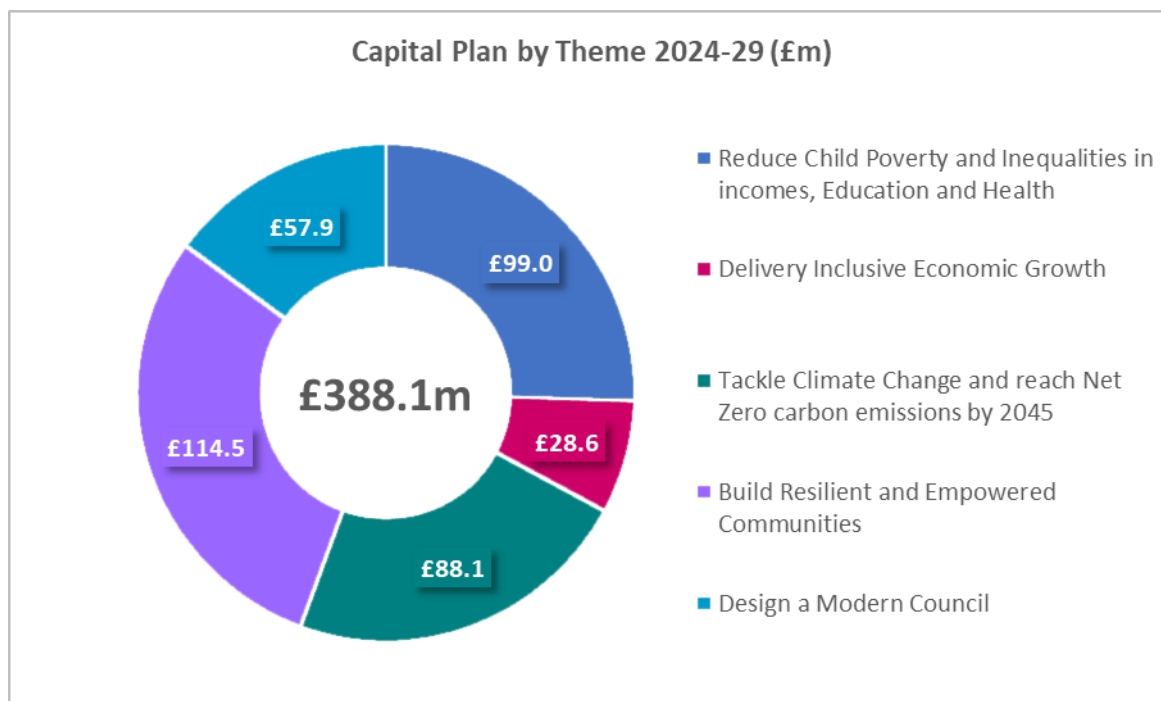 Capital Plan by Theme 2024-29 (£m)
£57.9
£99.0
£388.1m
£28.6
£114.5
£88.1
Reduce Child Poverty and Inequalities in
incomes, Education and Health
Delivery Inclusive Economic Growth
Tackle Climate Change and reach Net
Zero carbon emissions by 2045
Build Resilient and Empowered
Communities
Design a Modern Council